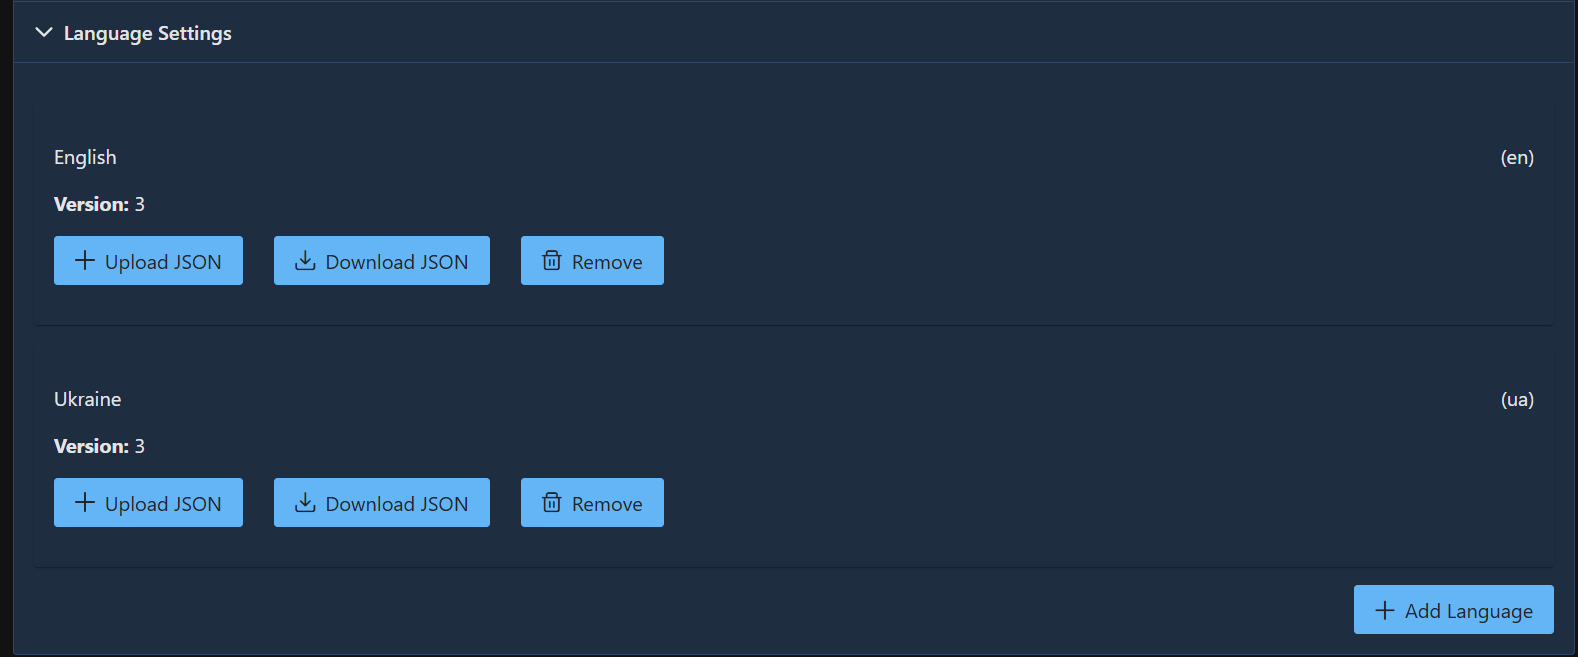 Language Settings
English (en)
Version: 3
Upload JSON Download JSON Remove
Ukraine (ua)
Version: 3
Upload JSON Download JSON Remove
Add Language